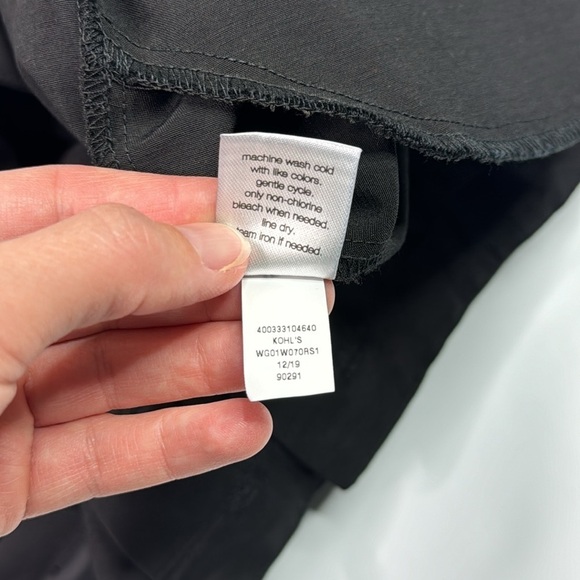 machine wash cold
with like colors.
gentle cycle.
only non-chlorine
bleach when needed.
line dry.
team iron if needed.
400333104640
KOHL'S
WG01W070RS1
12/19
90291